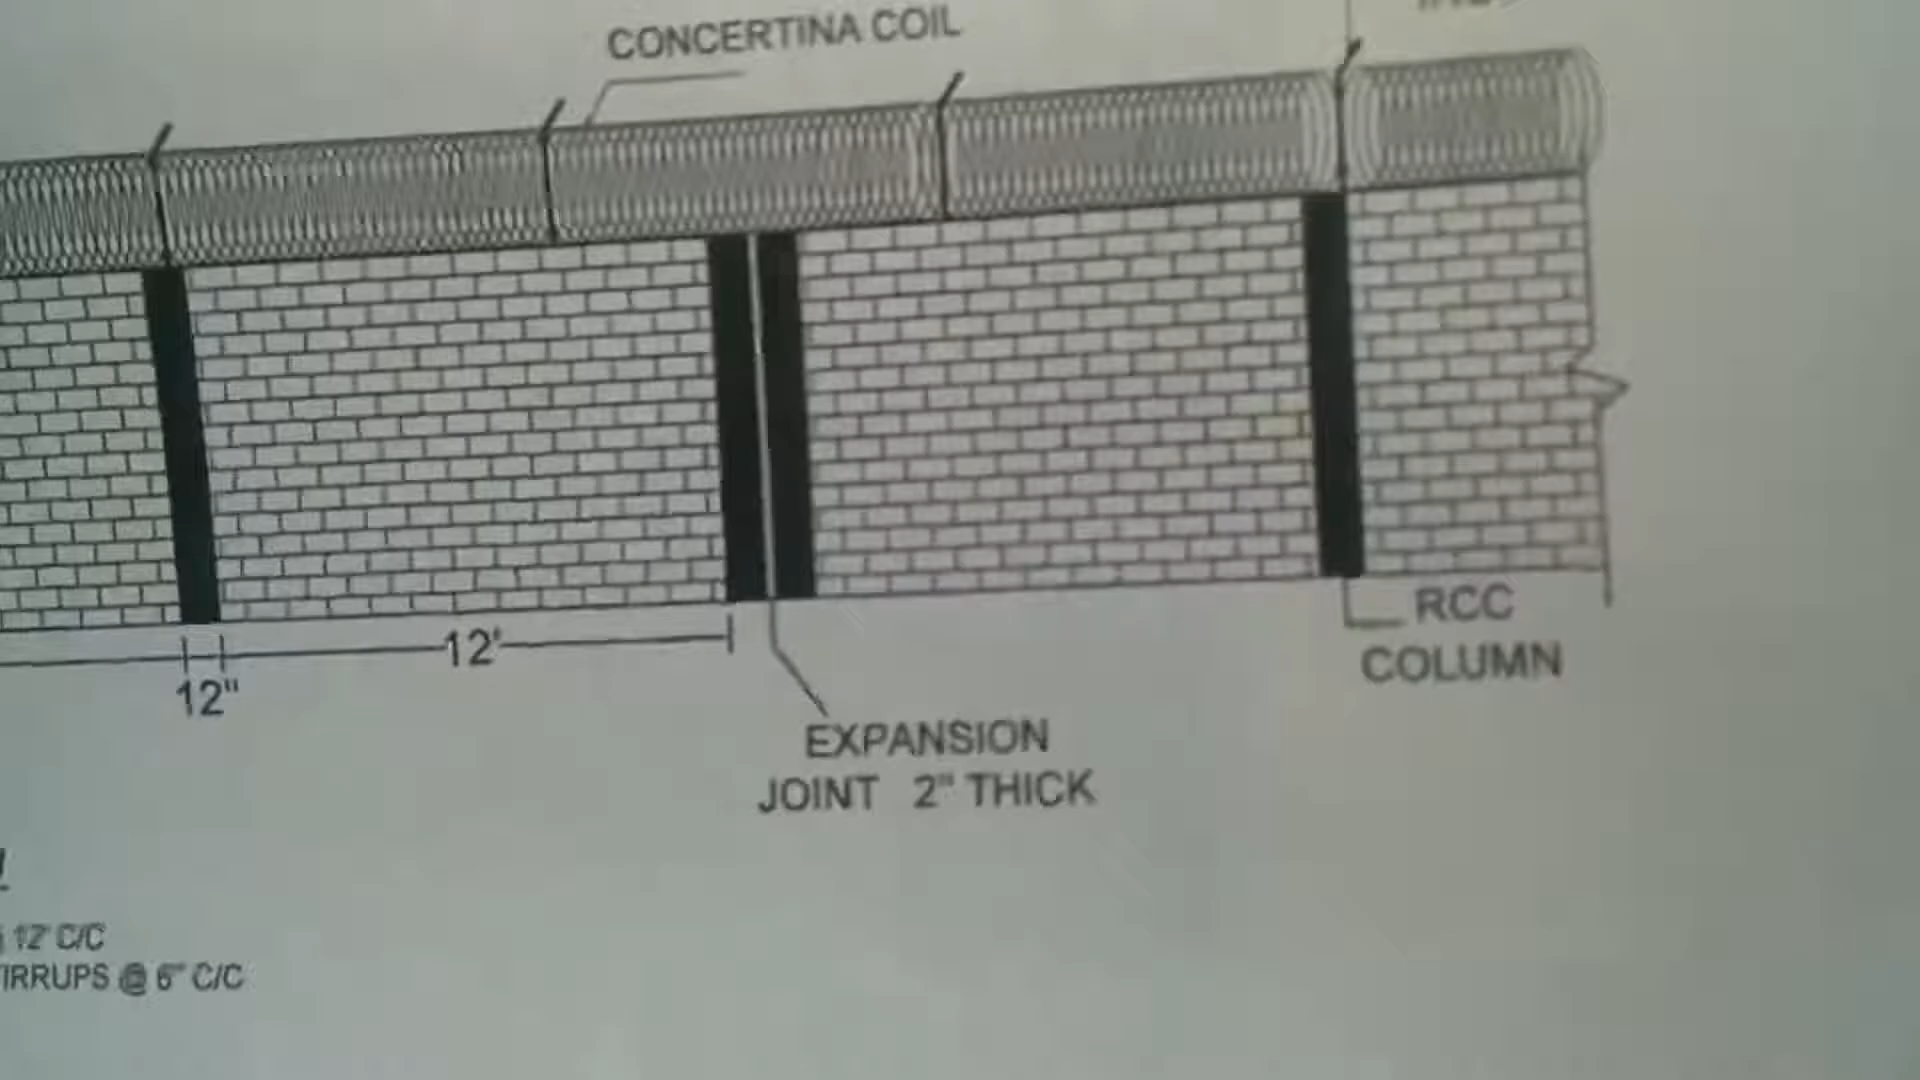 CONCERTINA COIL
12'
12"
RCC
COLUMN
EXPANSION
JOINT 2" THICK
12' C/C
IRRUPS @ 6" C/C